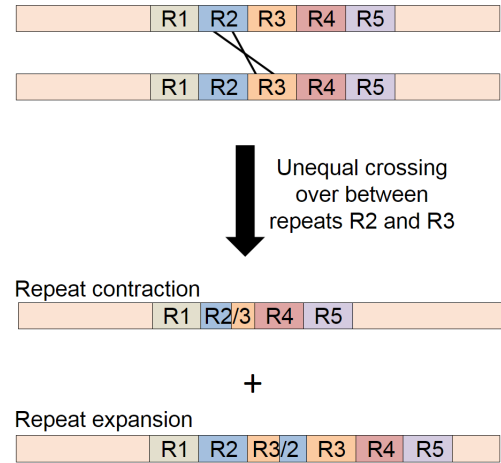 R1 R2 R3 R4 R5
R1 R2 R3 R4 R5
Unequal crossing
over between
repeats R2 and R3
Repeat contraction
R1 R2/3 R4 R5
+
Repeat expansion
R1 R2 R3/2 R3 R4 R5